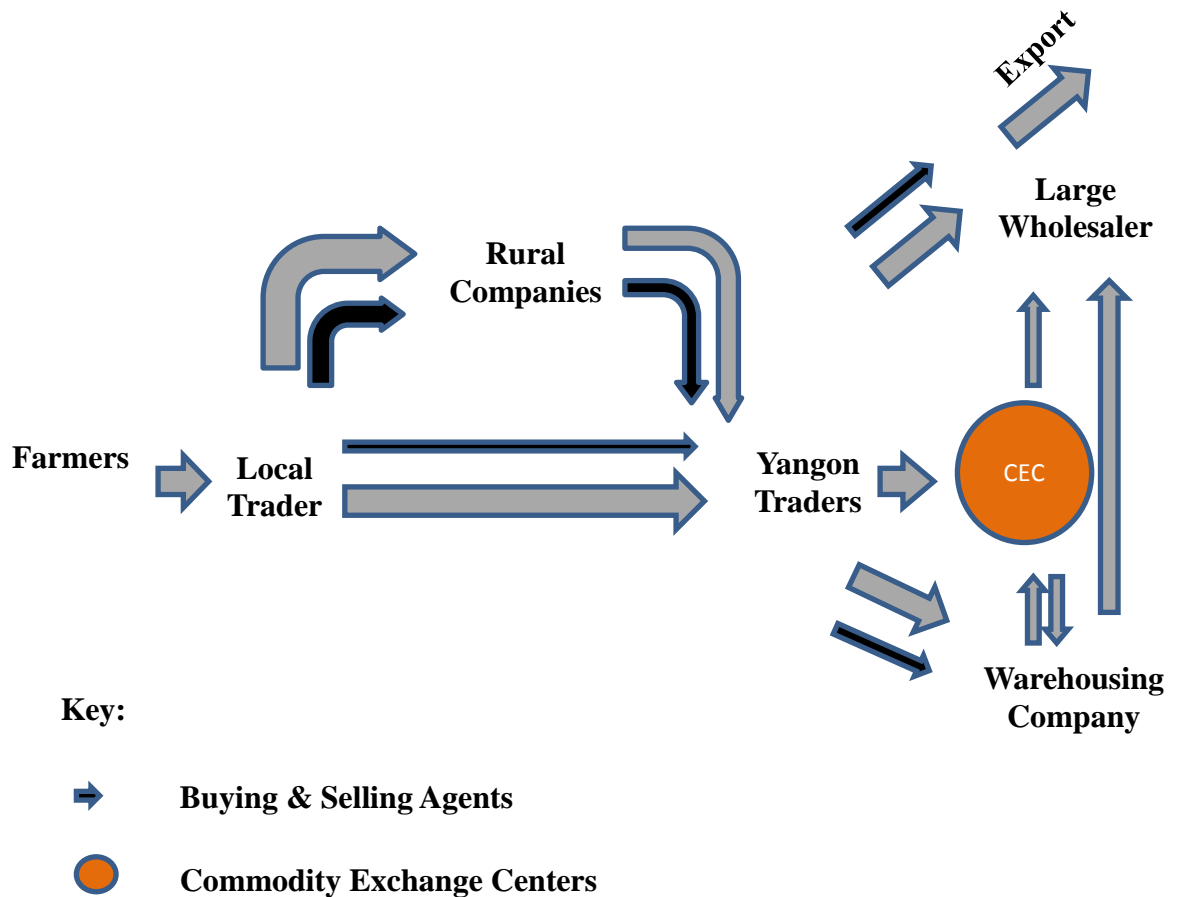 Export
Large
Wholesaler
Rural
Companies
Farmers
Local
Trader
Yangon
Traders
CEC
Warehousing
Company
Key:
Buying & Selling Agents
Commodity Exchange Centers